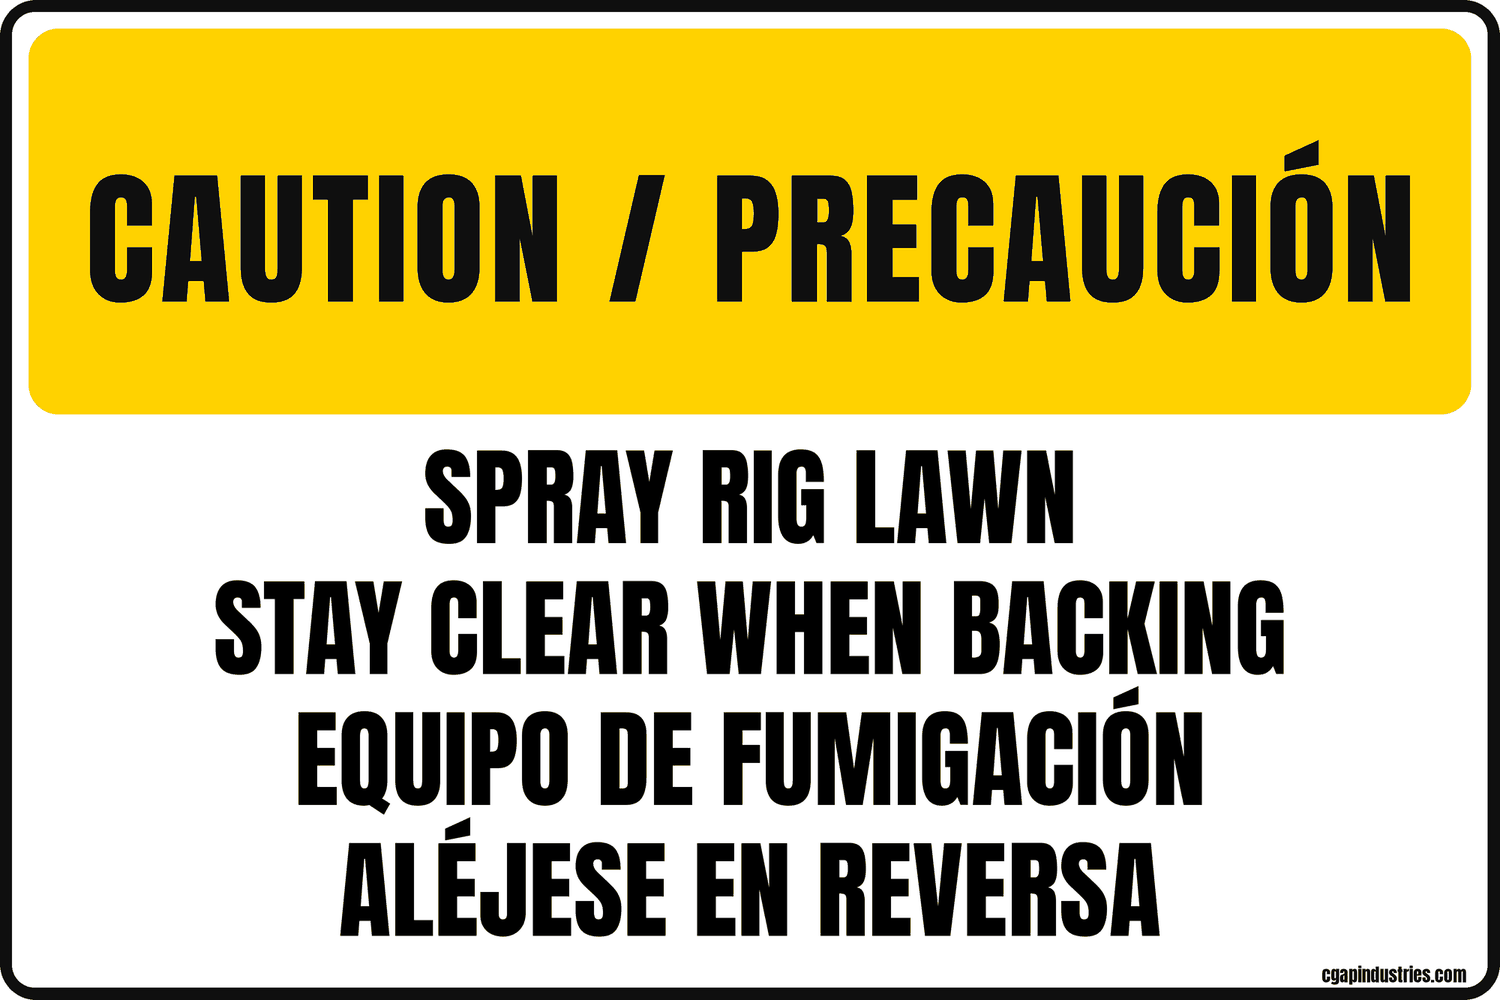 CAUTION / PRECAUCIÓN
SPRAY RIG LAWN
STAY CLEAR WHEN BACKING
EQUIPO DE FUMIGACIÓN
ALÉJESE EN REVERSA
cgapindustries.com